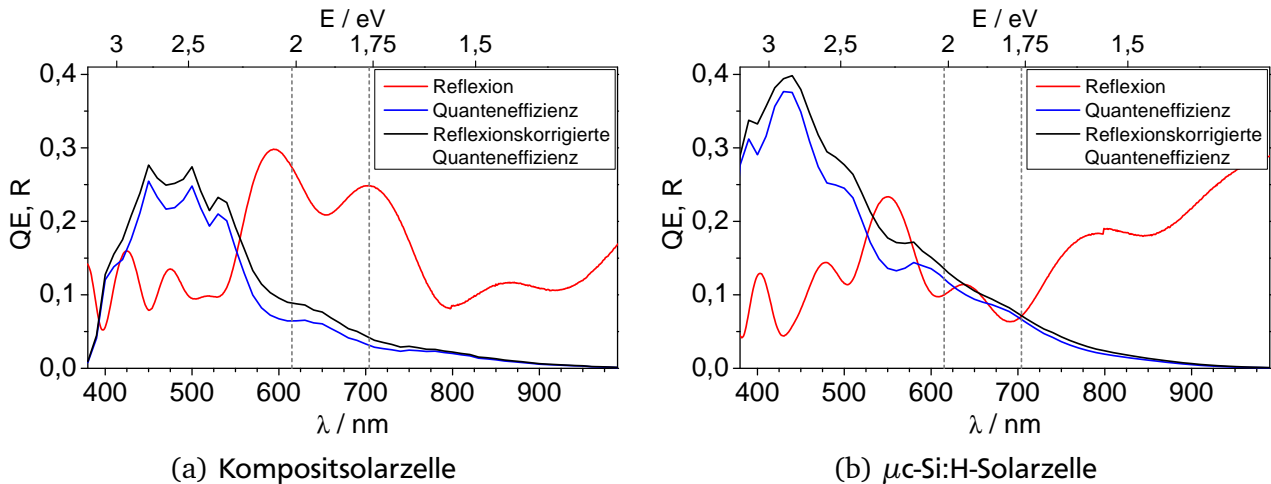 E / eV
3 2,5 2 1,75 1,5
0,4
0,3
0,2
0,1
0,0
QE, R
Reflexion
Quanteneffizienz
Reflexionskorrigierte
Quanteneffizienz
400 500 600 700 800 900
λ / nm
(a) Kompositsolarzelle
E / eV
3 2,5 2 1,75 1,5
0,4
0,3
0,2
0,1
0,0
QE, R
Reflexion
Quanteneffizienz
Reflexionskorrigierte
Quanteneffizienz
400 500 600 700 800 900
λ / nm
(b) μc-Si:H-Solarzelle